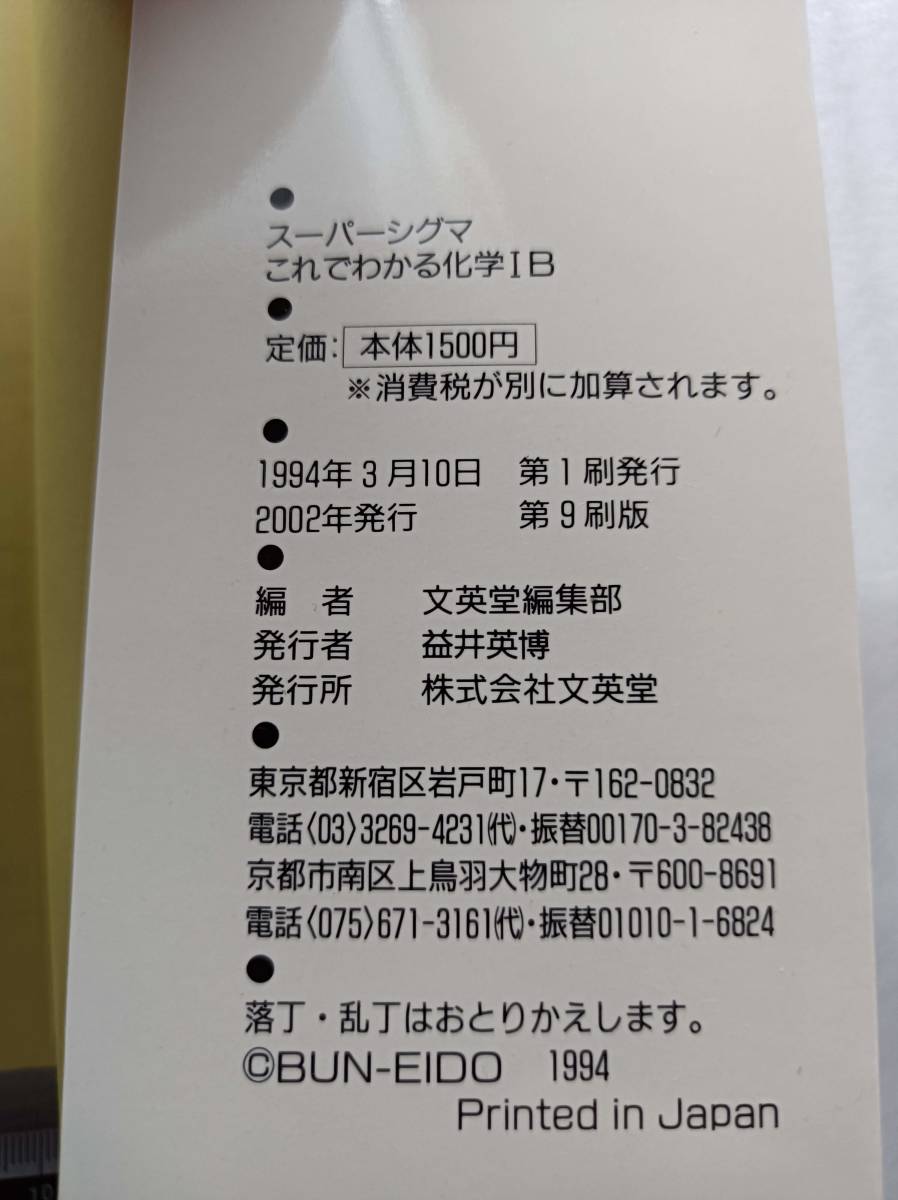 スーパーシグマ
これでわかる化学ⅠB
定価: 本体1500円
※消費税が別に加算されます。
1994年3月10日 第1刷発行
2002年発行 第9刷版
編 者 文英堂編集部
発行者 益井英博
発行所 株式会社文英堂
東京都新宿区岩戸町17・〒162-0832
電話〈03〉3269-4231㈹・振替00170-3-82438
京都市南区上鳥羽大物町28・〒600-8691
電話〈075〉671-3161㈹・振替01010-1-6824
落丁・乱丁はおとりかえします。
©BUN-EIDO 1994
Printed in Japan